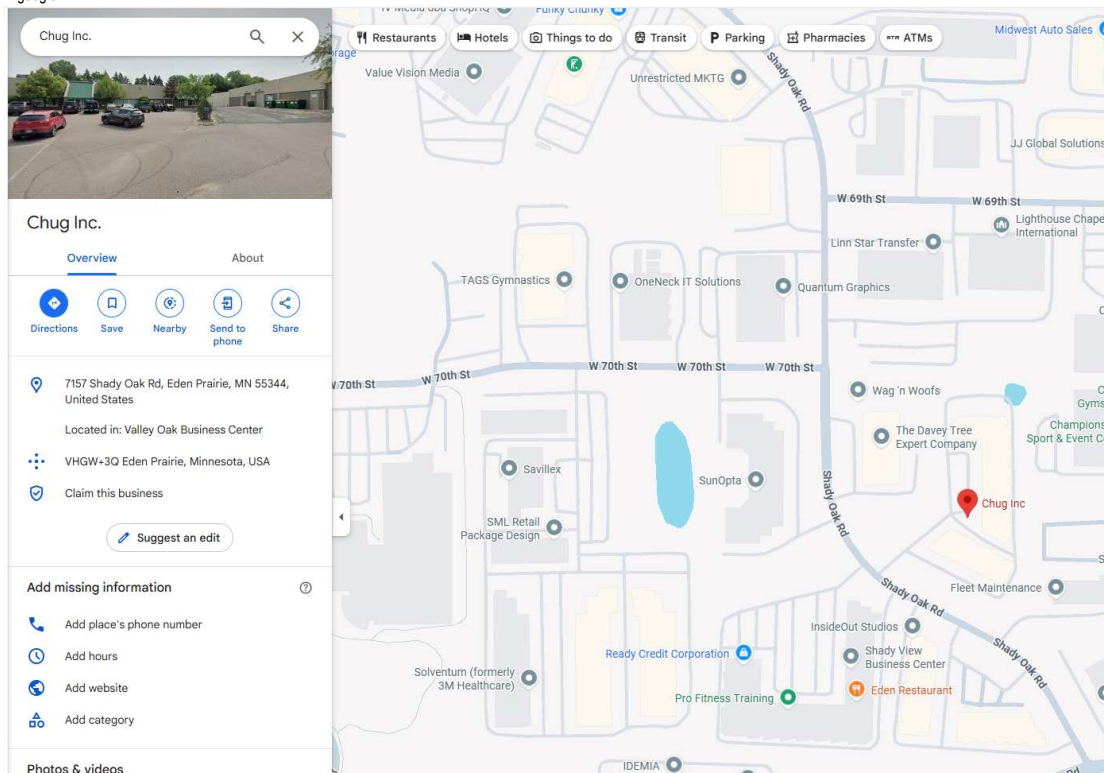 Chug Inc.
Restaurants
Hotels
Things to do
Transit
Parking
Pharmacies
ATMs
Chug Inc.
Overview
About
Directions
Save
Nearby
Send to
phone
Share
7157 Shady Oak Rd, Eden Prairie, MN 55344,
United States
Located in: Valley Oak Business Center
VHGW+3Q Eden Prairie, Minnesota, USA
Claim this business
Suggest an edit
Add missing information
Add place's phone number
Add hours
Add website
Add category
Photos & videos
Funky Chunky
Midwest Auto Sales
Value Vision Media
Unrestricted MKTG
Shady Oak Rd
JJ Global Solutions
W 69th St
W 69th St
Lighthouse Chape
International
Linn Star Transfer
TAGS Gymnastics
OneNeck IT Solutions
Quantum Graphics
W 70th St
W 70th St
W 70th St
W 70th St
W 70th St
Wag 'n Woofs
Gyms
The Davey Tree
Expert Company
Champions
Sport & Event C
Savillex
SunOpta
Shady Oak Rd
Chug Inc
SML Retail
Package Design
Fleet Maintenance
Shady Oak Rd
InsideOut Studios
Shady Oak Rd
Ready Credit Corporation
Shady View
Business Center
Solventum (formerly
3M Healthcare)
Eden Restaurant
Pro Fitness Training
IDEMIA